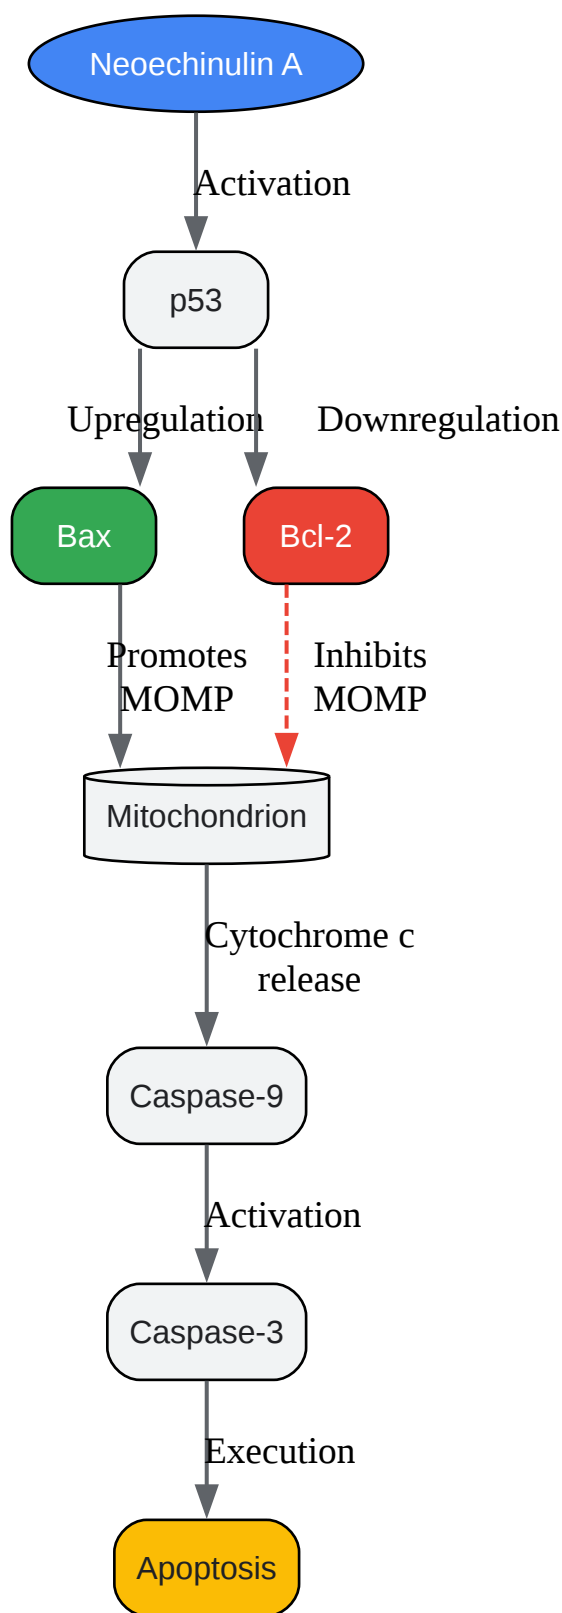 Neoechinulin A
Activation
p53
Upregulation
Downregulation
Bax
Bcl-2
Promotes
MOMP
Inhibits
MOMP
Mitochondrion
Cytochrome c
release
Caspase-9
Activation
Caspase-3
Execution
Apoptosis